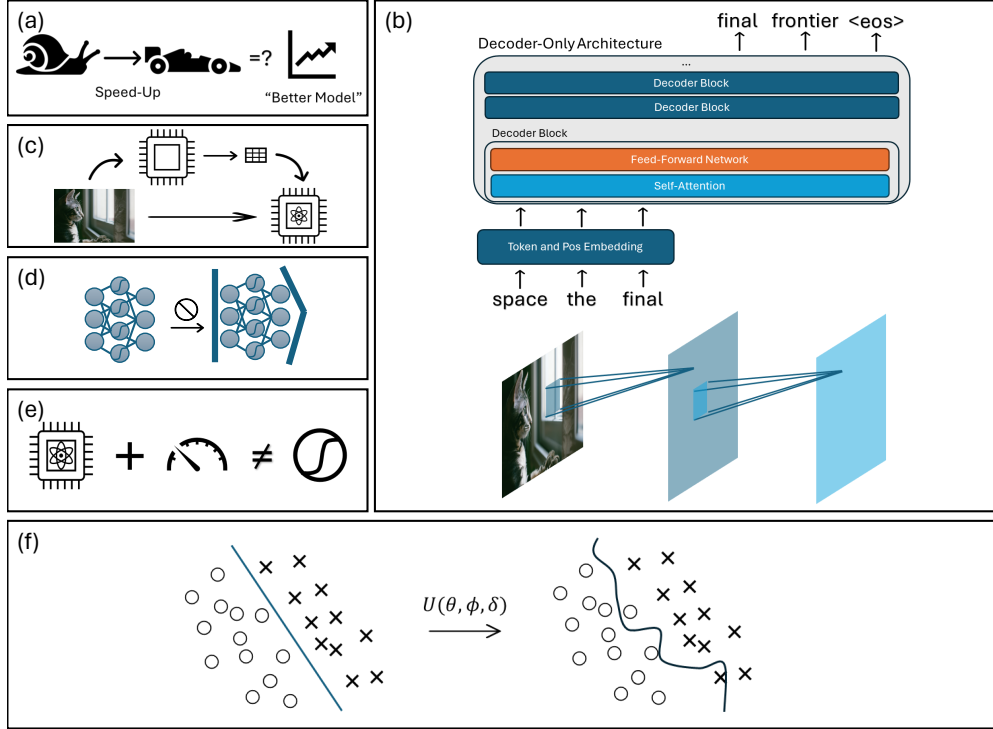 (a)
=?
Speed-Up
“Better Model”
(b)
final frontier <eos>
Decoder-Only Architecture
...
Decoder Block
Decoder Block
Decoder Block
Feed-Forward Network
Self-Attention
Token and Pos Embedding
space the final
(c)
(d)
(e)
+ ≠
(f)
U(θ, ϕ, δ)